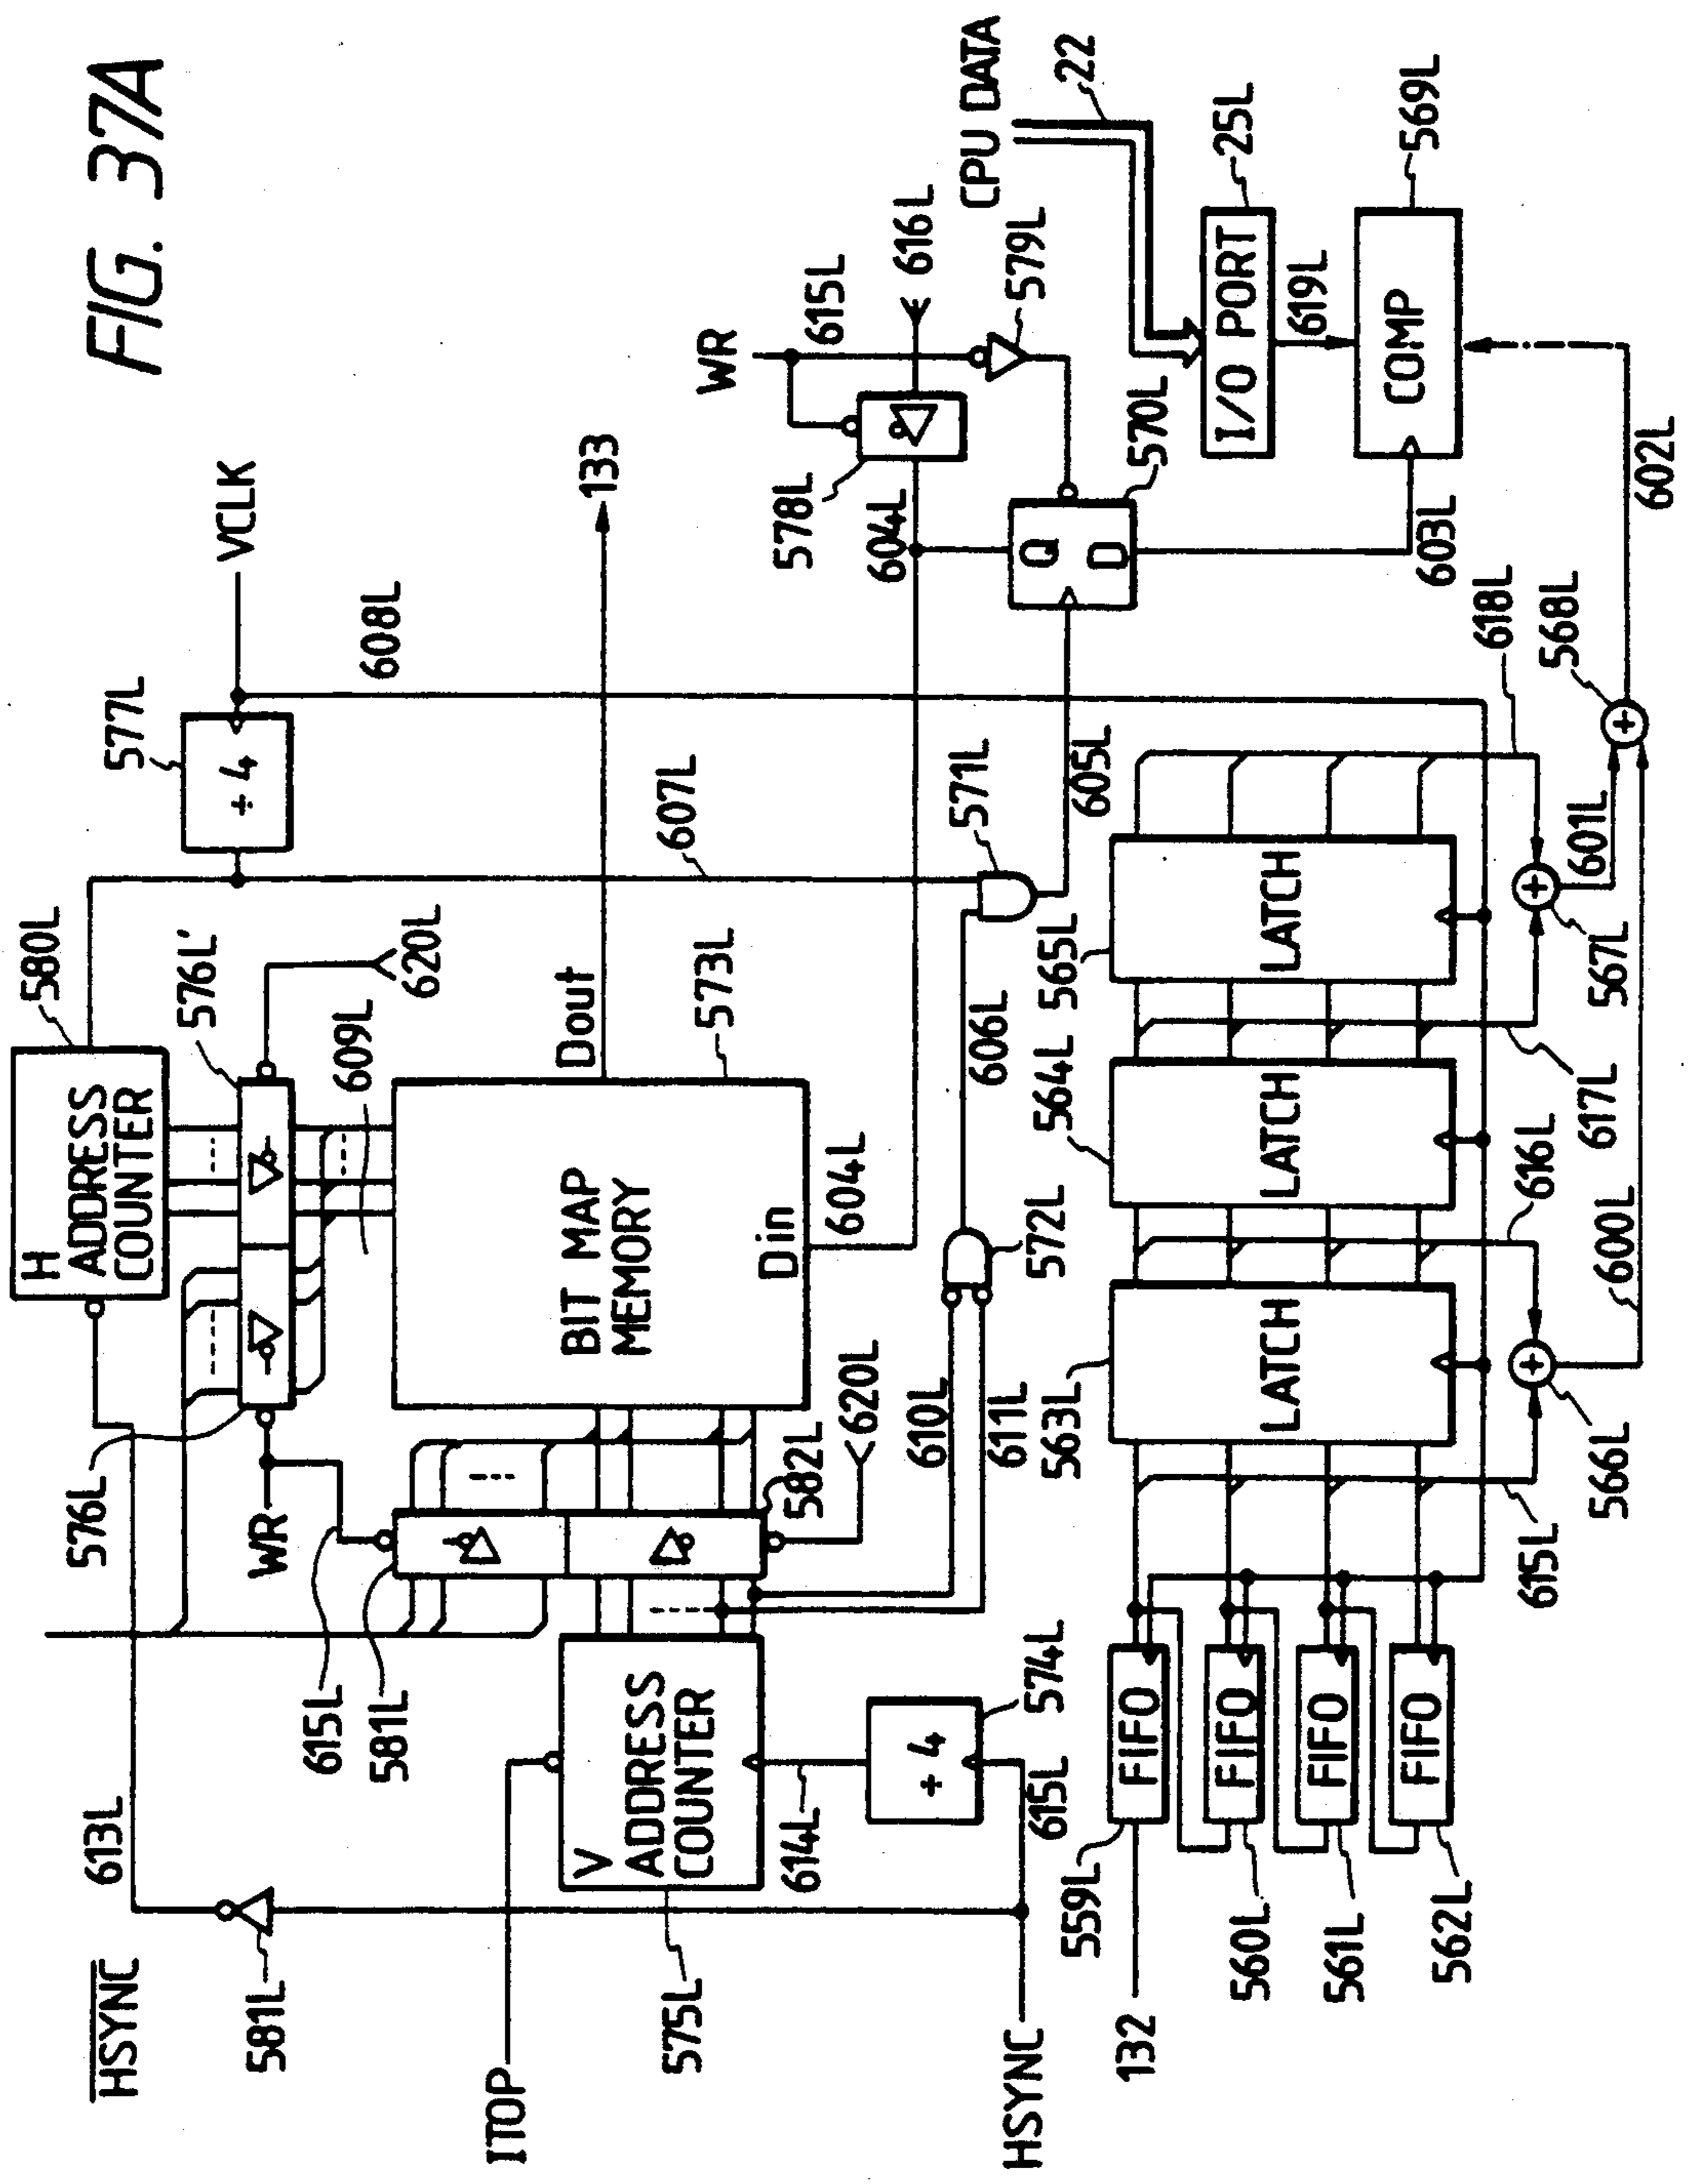 FIG. 37A
HSYNC
613L
581L
H
ADDRESS
COUNTER
580L
577L
÷ 4
VCLK
608L
576L
576L'
620L
609L
WR
615L
581L
607L
Dout
133
573L
BIT MAP
MEMORY
Din
604L
582L
620L
ITOP
V
ADDRESS
COUNTER
575L
614L
÷ 4
574L
HSYNC
615L
610L
611L
572L
606L
571L
605L
WR
615L
616L
578L
604L
579L
CPU DATA
22
Q
D
570L
I/O PORT
25L
619L
COMP
569L
603L
602L
132
559L
FIFO
560L
FIFO
561L
FIFO
562L
FIFO
563L
LATCH
564L
LATCH
565L
LATCH
615L
566L
616L
600L
617L
567L
601L
618L
568L